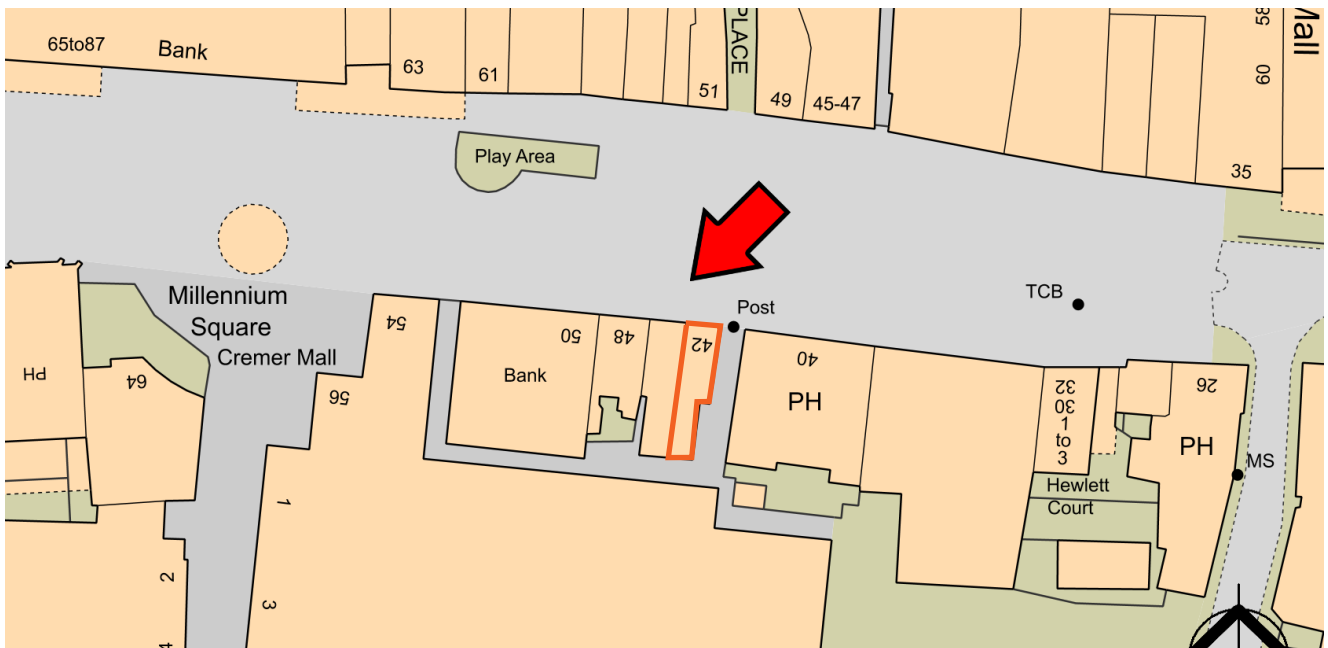 65to87
Bank
63
61
51
PLACE
49
45-47
58
60
Mall
35
Play Area
Millennium
Square
Cremer Mall
PH
64
54
56
50
Bank
48
42
Post
40
PH
TCB
32
30
1
to
3
26
PH
MS
Hewlett
Court
1
2
3
4